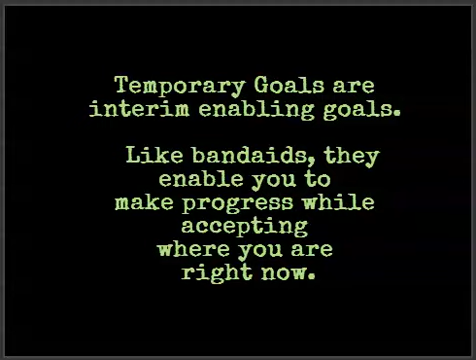 Temporary Goals are
interim enabling goals.
Like bandaids, they
enable you to
make progress while
accepting
where you are
right now.